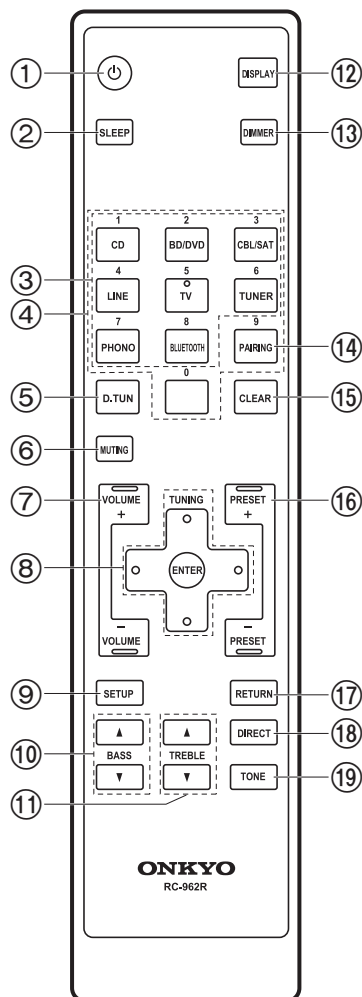 ① DISPLAY ⑫
② SLEEP DIMMER ⑬
1 2 3
③ CD BD/DVD CBL/SAT
4 5 6
④ LINE TV TUNER
7 8 9
PHONO BLUETOOTH PAIRING ⑭
0
⑤ D.TUN CLEAR ⑮
⑥ MUTING
⑦ VOLUME TUNING PRESET ⑯
+ +
⑧ ENTER
− −
VOLUME PRESET
⑨ SETUP RETURN ⑰
▲ ▲ DIRECT ⑱
⑩ BASS TREBLE
▼ ▼ TONE ⑲
⑪
ONKYO
RC-962R